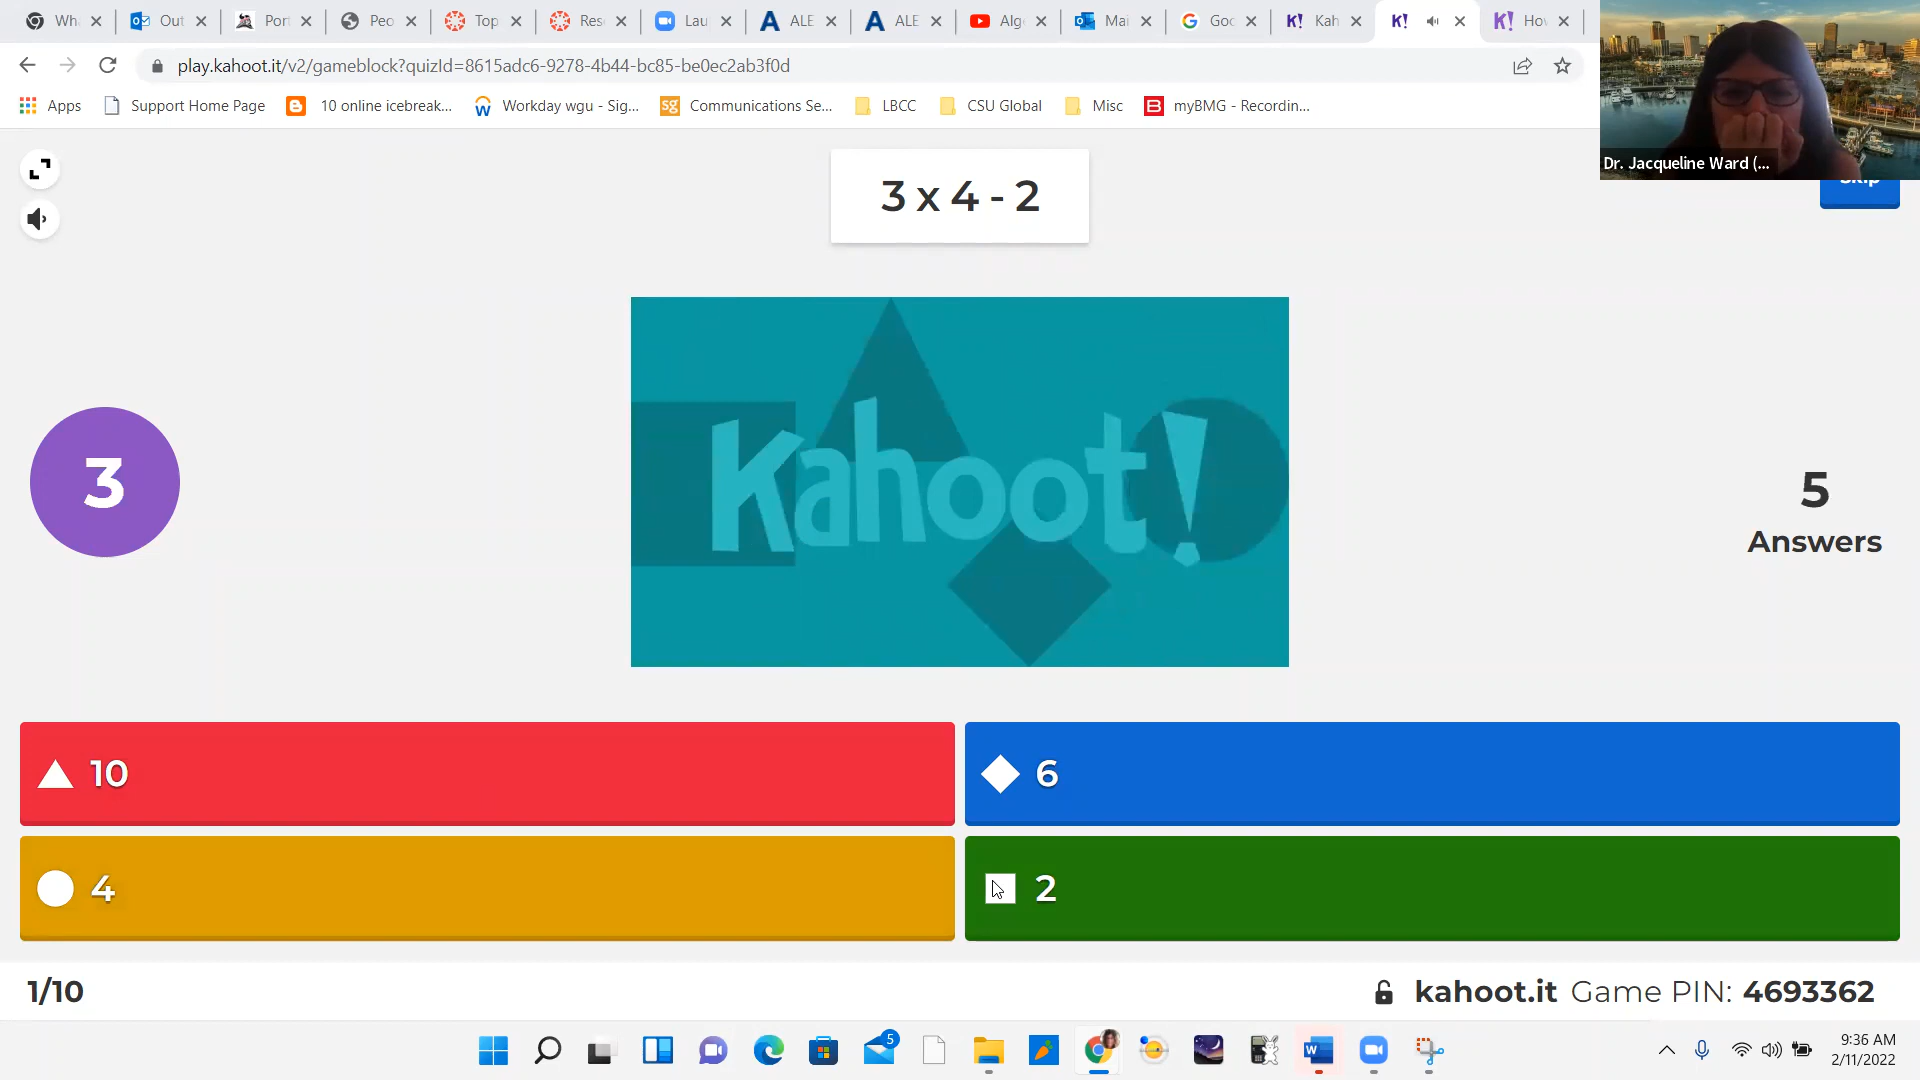 Wh
Out
Port
Peo
Top
Res
Lau
ALE
ALE
Alg
Mai
Goo
Kah
Hov
play.kahoot.it/v2/gameblock?quizId=8615adc6-9278-4b44-bc85-be0ec2ab3f0d
Apps
Support Home Page
10 online icebreak...
Workday wgu - Sig...
Communications Se...
LBCC
CSU Global
Misc
myBMG - Recordin...
Dr. Jacqueline Ward (...
Skip
3 x 4 - 2
Kahoot!
3
5
Answers
10
6
4
2
1/10
kahoot.it Game PIN: 4693362
5
9:36 AM
2/11/2022